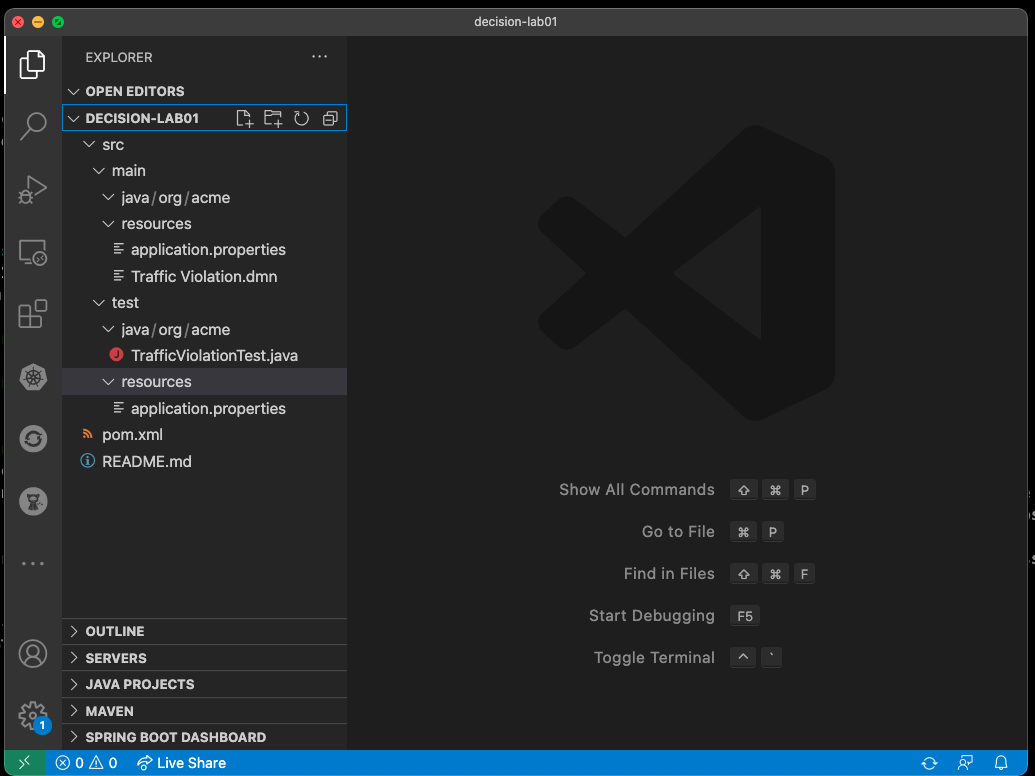 decision-lab01
EXPLORER
OPEN EDITORS
DECISION-LAB01
src
main
java/org/acme
resources
application.properties
Traffic Violation.dmn
test
java/org/acme
J TrafficViolationTest.java
resources
application.properties
pom.xml
README.md
Show All Commands ⇧ ⌘ P
Go to File ⌘ P
Find in Files ⇧ ⌘ F
Start Debugging F5
Toggle Terminal ^ `
OUTLINE
SERVERS
JAVA PROJECTS
MAVEN
SPRING BOOT DASHBOARD
1
0 0 Live Share